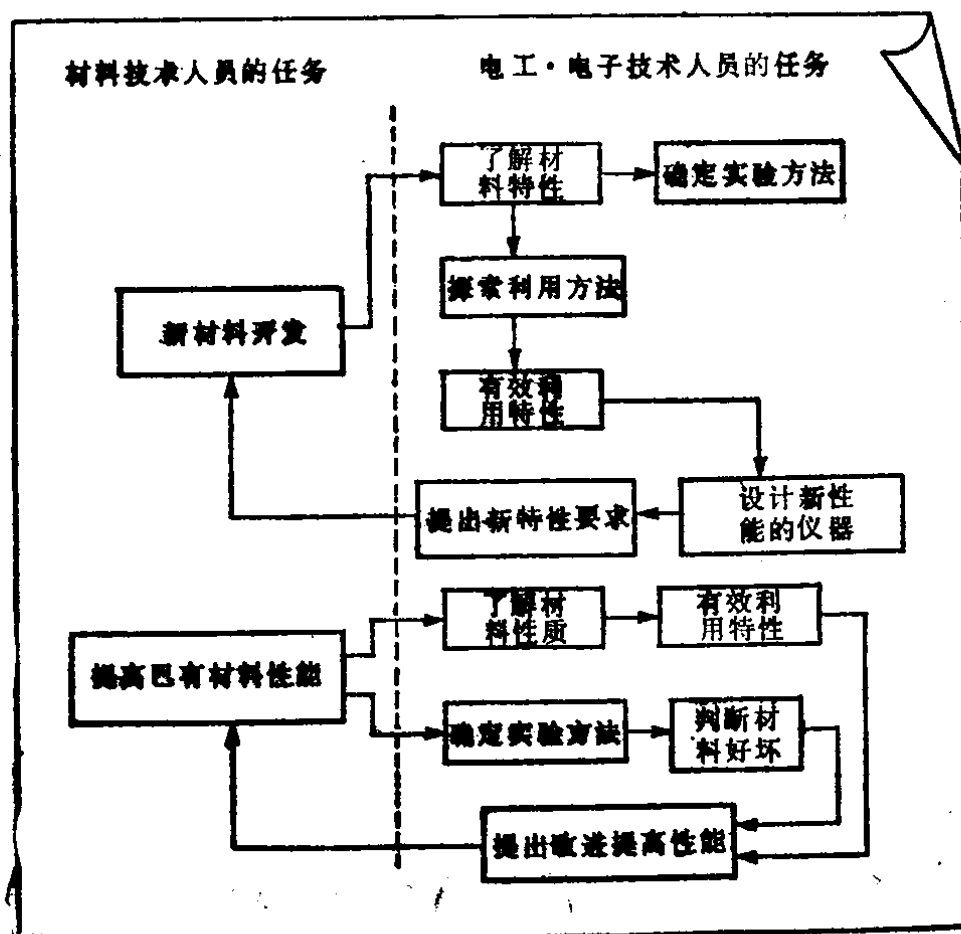 材料技术人员的任务
电工·电子技术人员的任务
了解材
料特性
确定实验方法
探索利用方法
新材料开发
有效利
用特性
设计新性
能的仪器
提出新特性要求
了解材
料性质
有效利
用特性
提高巳有材料性能
确定实验方法
判断材
料好坏
提出改进提高性能